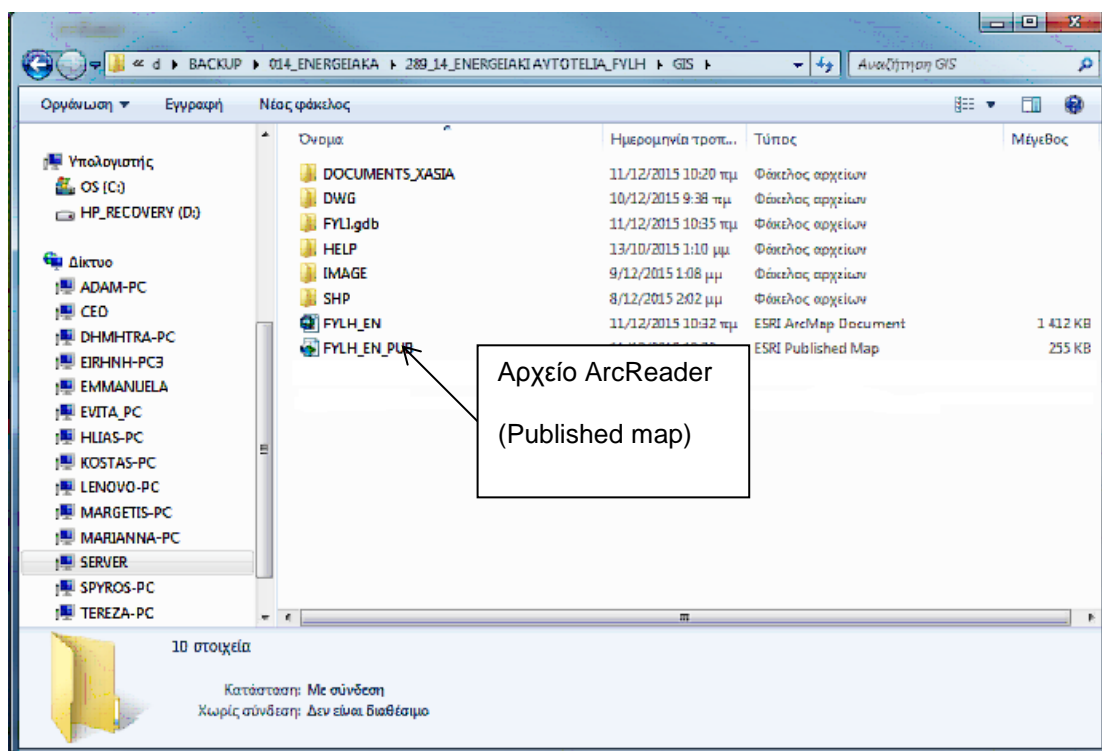 « d ▸ BACKUP ▸ 014_ENERGEIAKA ▸ 289_14_ENERGEIAKI AYTOTELIA_FYLH ▸ GIS ▸ Αναζήτηση GIS
Οργάνωση Εγγραφή Νέος φάκελος
Όνομα Ημερομηνία τροπ... Τύπος Μέγεθος
DOCUMENTS_XASIA 11/12/2015 10:20 πμ Φάκελος αρχείων
DWG 10/12/2015 9:38 πμ Φάκελος αρχείων
FYLI.gdb 11/12/2015 10:35 πμ Φάκελος αρχείων
HELP 13/10/2015 1:10 μμ Φάκελος αρχείων
IMAGE 9/12/2015 1:08 μμ Φάκελος αρχείων
SHP 8/12/2015 2:02 μμ Φάκελος αρχείων
FYLH_EN 11/12/2015 10:32 πμ ESRI ArcMap Document 1 412 KB
FYLH_EN_PUB ESRI Published Map 255 KB
Αρχείο ArcReader
(Published map)
Υπολογιστής
OS (C:)
HP_RECOVERY (D:)
Δίκτυο
ADAM-PC
CEO
DHMHTRA-PC
EIRHNH-PC3
EMMANUELA
EVITA_PC
HLIAS-PC
KOSTAS-PC
LENOVO-PC
MARGETIS-PC
MARIANNA-PC
SERVER
SPYROS-PC
TEREZA-PC
10 στοιχεία
Κατάσταση: Με σύνδεση
Χωρίς σύνδεση: Δεν είναι διαθέσιμο